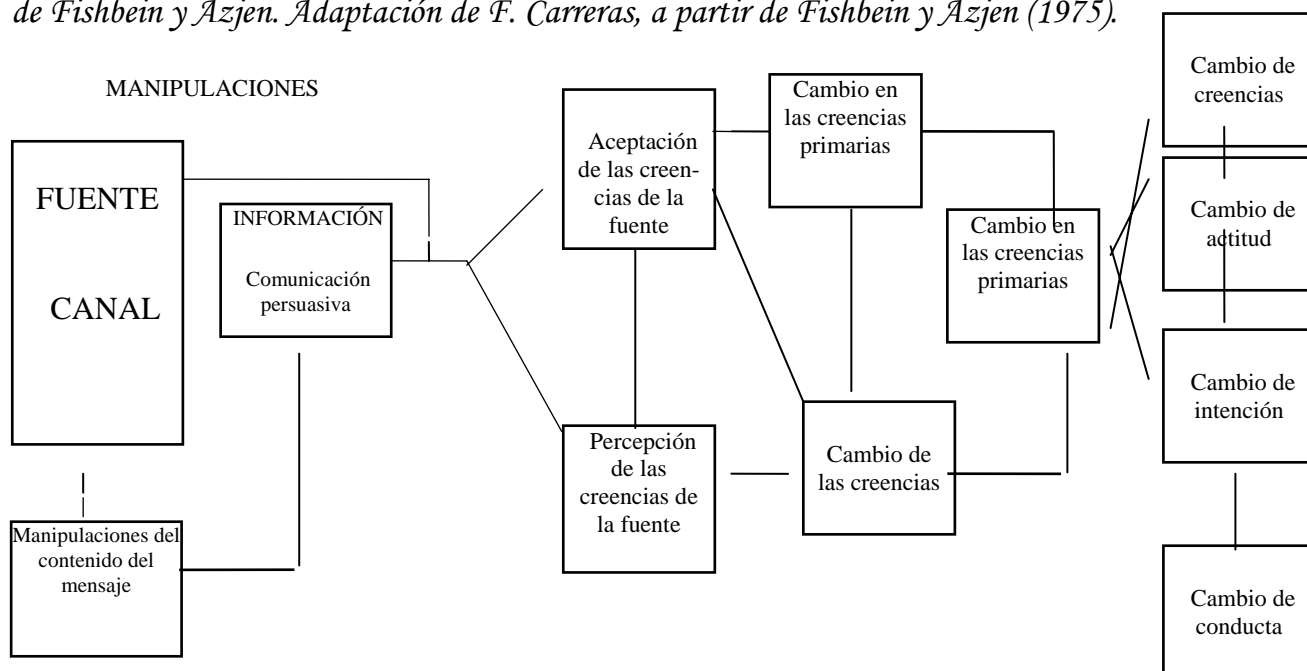 de Fishbein y Azjen. Adaptación de F. Carreras, a partir de Fishbein y Azjen (1975).
MANIPULACIONES
FUENTE
CANAL
INFORMACIÓN
Comunicación
persuasiva
Manipulaciones del
contenido del
mensaje
Aceptación
de las creen-
cias de la
fuente
Percepción
de las
creencias de
la fuente
Cambio en
las creencias
primarias
Cambio de
las creencias
Cambio en
las creencias
primarias
Cambio de
creencias
Cambio de
actitud
Cambio de
intención
Cambio de
conducta